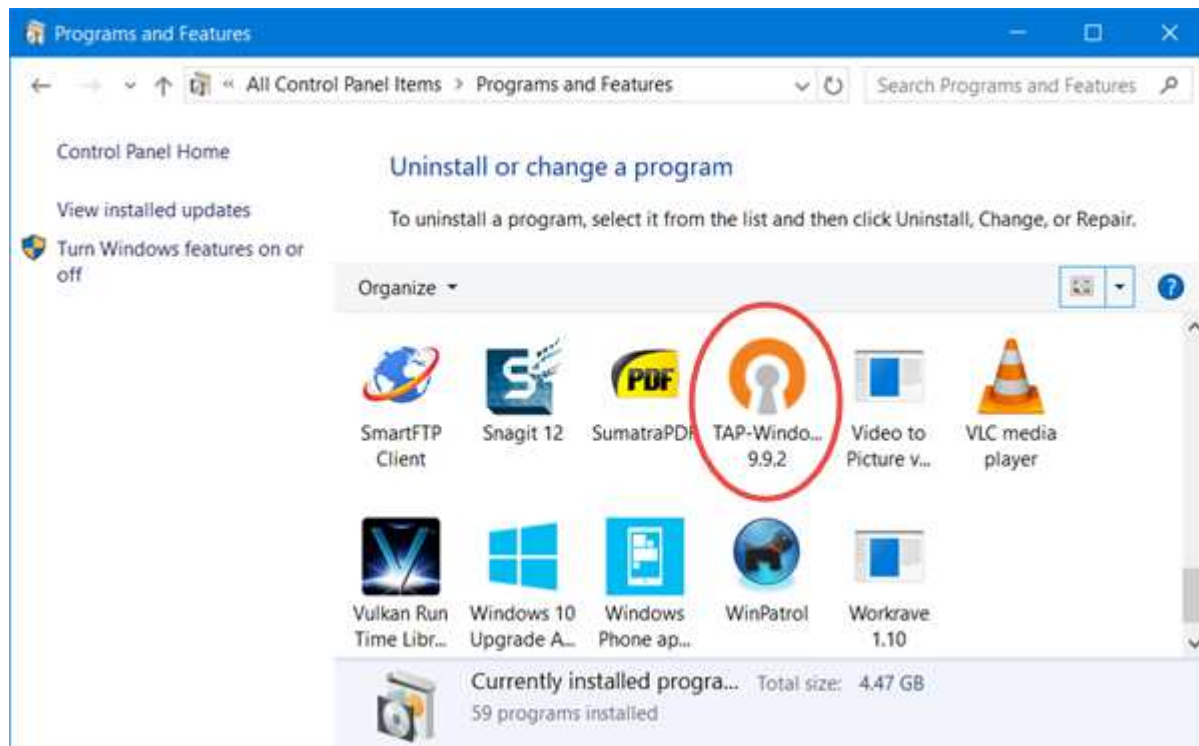 Programs and Features
« All Control Panel Items > Programs and Features
Search Programs and Features
Control Panel Home
View installed updates
Turn Windows features on or
off
Uninstall or change a program
To uninstall a program, select it from the list and then click Uninstall, Change, or Repair.
Organize
?
S
PDF
SmartFTP
Client
Snagit 12
SumatraPDF
TAP-Windo...
9.9.2
Video to
Picture v...
VLC media
player
V
Vulkan Run
Time Libr...
Windows 10
Upgrade A...
Windows
Phone ap...
WinPatrol
Workrave
1.10
Currently installed progra... Total size: 4.47 GB
59 programs installed